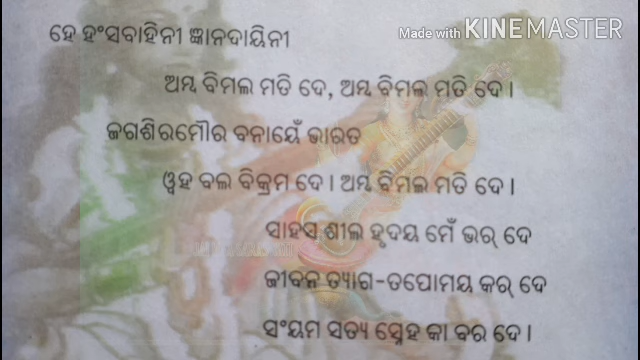 Made with KINEMASTER
ହେ ହଂସବାହିନୀ ଜ୍ଞାନଦାୟିନୀ
ଅମ୍ବ ବିମଲ ମତି ଦେ, ଅମ୍ବ ବିମଲ ମତି ଦେ।
ଜଗଶିରମୌର ବନାୟେଁ ଭାରତ
ୱହ ବଲ ବିକ୍ରମ ଦେ। ଅମ୍ବ ବିମଲ ମତି ଦେ।
ସାହସ ଶୀଲ ହୃଦୟ ମେଁ ଭର୍ ଦେ
ଜୀବନ ତ୍ୟାଗ-ତପୋମୟ କର୍ ଦେ
ସଂଯମ ସତ୍ୟ ସ୍ନେହ କା ବର ଦେ।